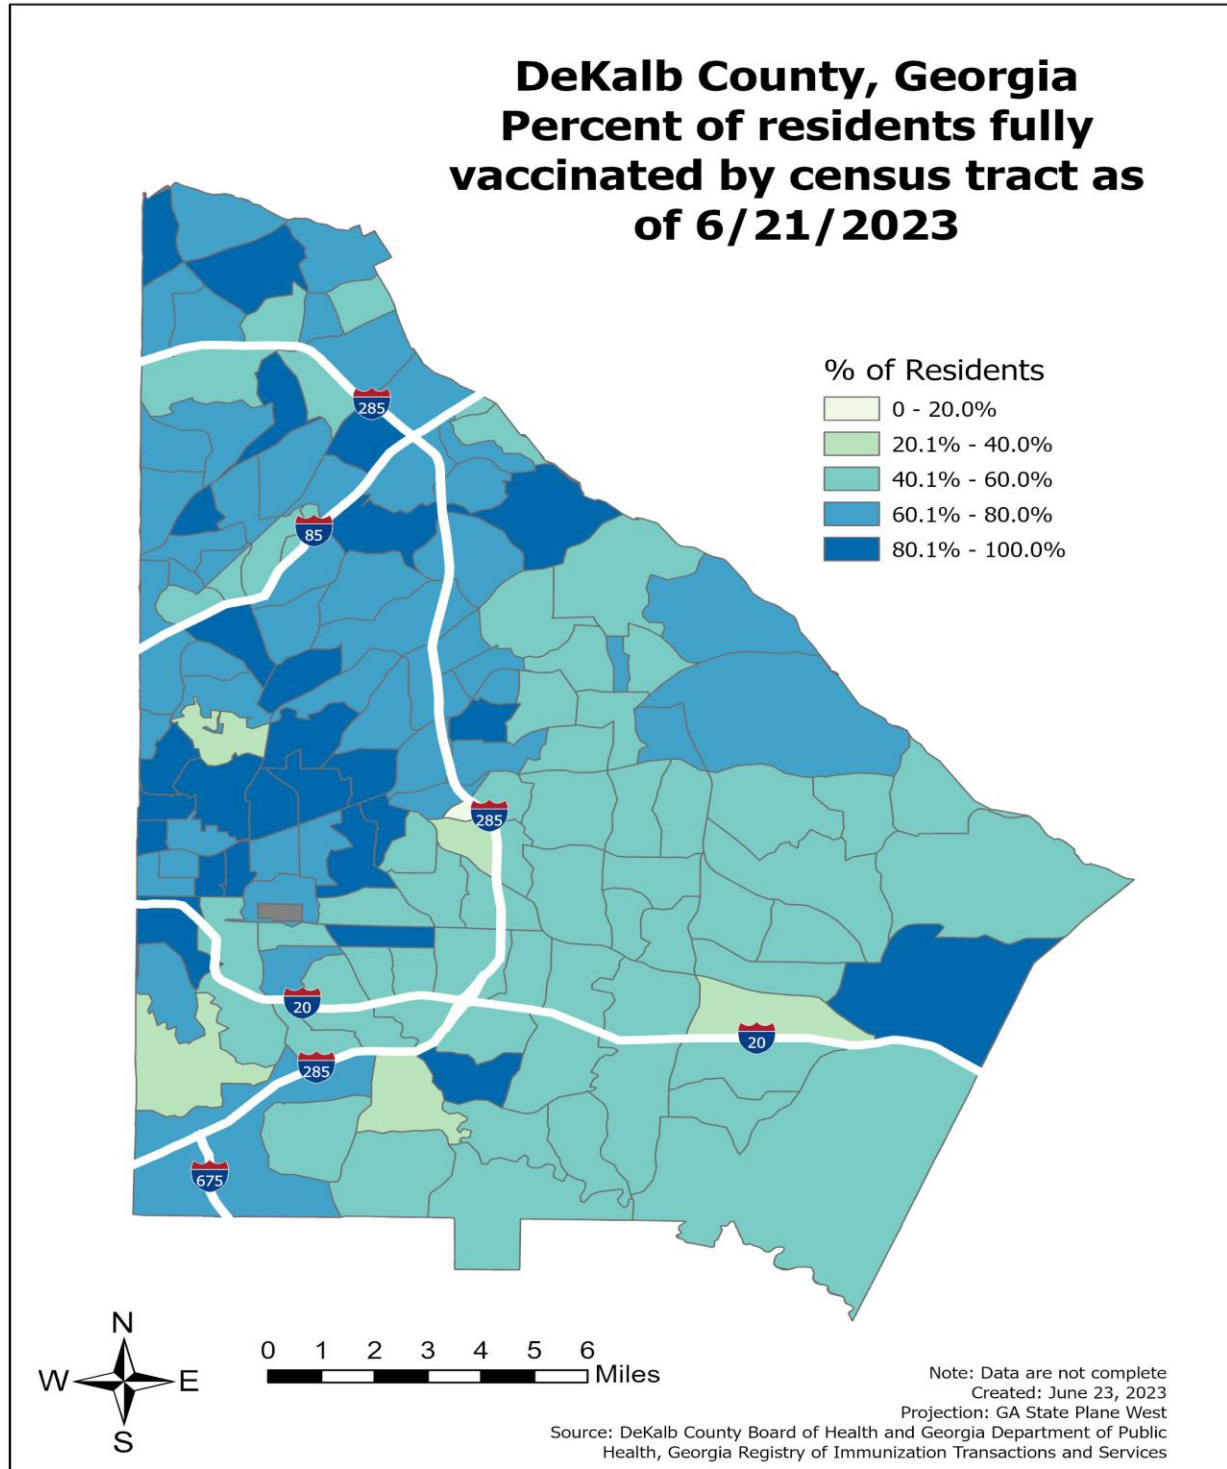 DeKalb County, Georgia
Percent of residents fully
vaccinated by census tract as
of 6/21/2023
% of Residents
0 - 20.0%
20.1% - 40.0%
40.1% - 60.0%
60.1% - 80.0%
80.1% - 100.0%
285
85
285
20
20
285
675
N
W E
S
0 1 2 3 4 5 6
Miles
Note: Data are not complete
Created: June 23, 2023
Projection: GA State Plane West
Source: DeKalb County Board of Health and Georgia Department of Public
Health, Georgia Registry of Immunization Transactions and Services